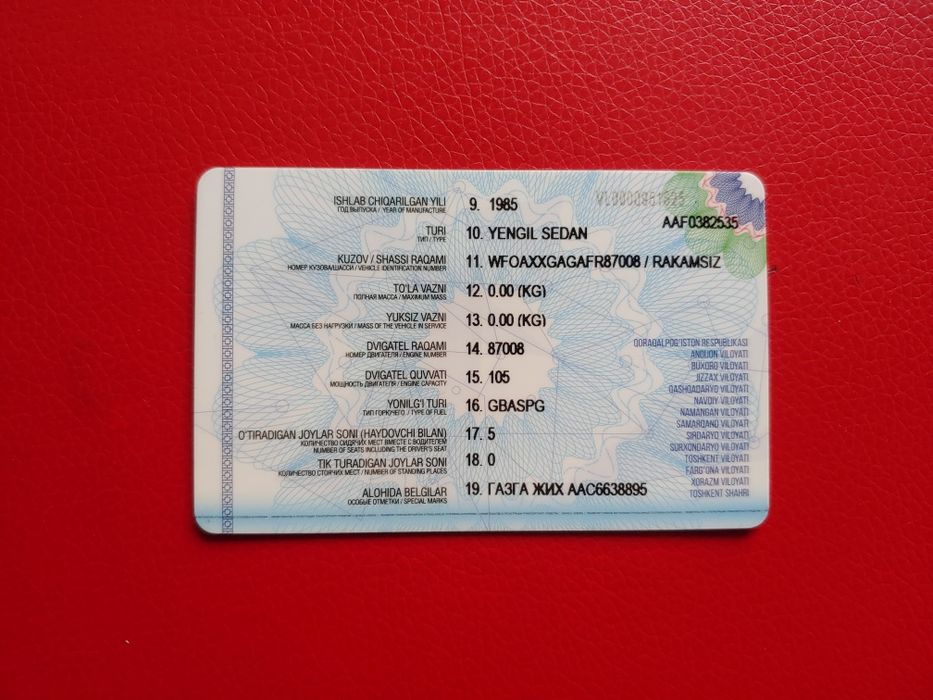 ISHLAB CHIQARILGAN YILI 9. 1985
ГОД ВЫПУСКА / YEAR OF MANUFACTURE
AAF0382535
TURI 10. YENGIL SEDAN
ТИП / TYPE
KUZOV / SHASSI RAQAMI 11. WFOAXXGAGAFR87008 / RAKAMSIZ
НОМЕР КУЗОВА/ШАССИ / VEHICLE IDENTIFICATION NUMBER
TO'LA VAZNI 12. 0.00 (KG)
ПОЛНАЯ МАССА / MAXIMUM MASS
YUKSIZ VAZNI 13. 0.00 (KG)
МАССА БЕЗ НАГРУЗКИ / MASS OF THE VEHICLE IN SERVICE
DVIGATEL RAQAMI 14. 87008
НОМЕР ДВИГАТЕЛЯ / ENGINE NUMBER
DVIGATEL QUVVATI 15. 105
МОЩНОСТЬ ДВИГАТЕЛЯ / ENGINE CAPACITY
YONILG'I TURI 16. GBASPG
ТИП ГОРЮЧЕГО / TYPE OF FUEL
O'TIRADIGAN JOYLAR SONI (HAYDOVCHI BILAN) 17. 5
КОЛИЧЕСТВО СИДЯЧИХ МЕСТ ВМЕСТЕ С ВОДИТЕЛЕМ
NUMBER OF SEATS INCLUDING THE DRIVER'S SEAT
TIK TURADIGAN JOYLAR SONI 18. 0
КОЛИЧЕСТВО СТОЯЧИХ МЕСТ / NUMBER OF STANDING PLACES
ALOHIDA BELGILAR 19. ГАЗГА ЖИХ ААС6638895
ОСОБЫЕ ОТМЕТКИ / SPECIAL MARKS
QORAQALPOG'ISTON RESPUBLIKASI
ANDIJON VILOYATI
BUXORO VILOYATI
JIZZAX VILOYATI
QASHQADARYO VILOYATI
NAVOIY VILOYATI
NAMANGAN VILOYATI
SAMARQAND VILOYATI
SIRDARYO VILOYATI
SURXONDARYO VILOYATI
TOSHKENT VILOYATI
FARG'ONA VILOYATI
XORAZM VILOYATI
TOSHKENT SHAHRI